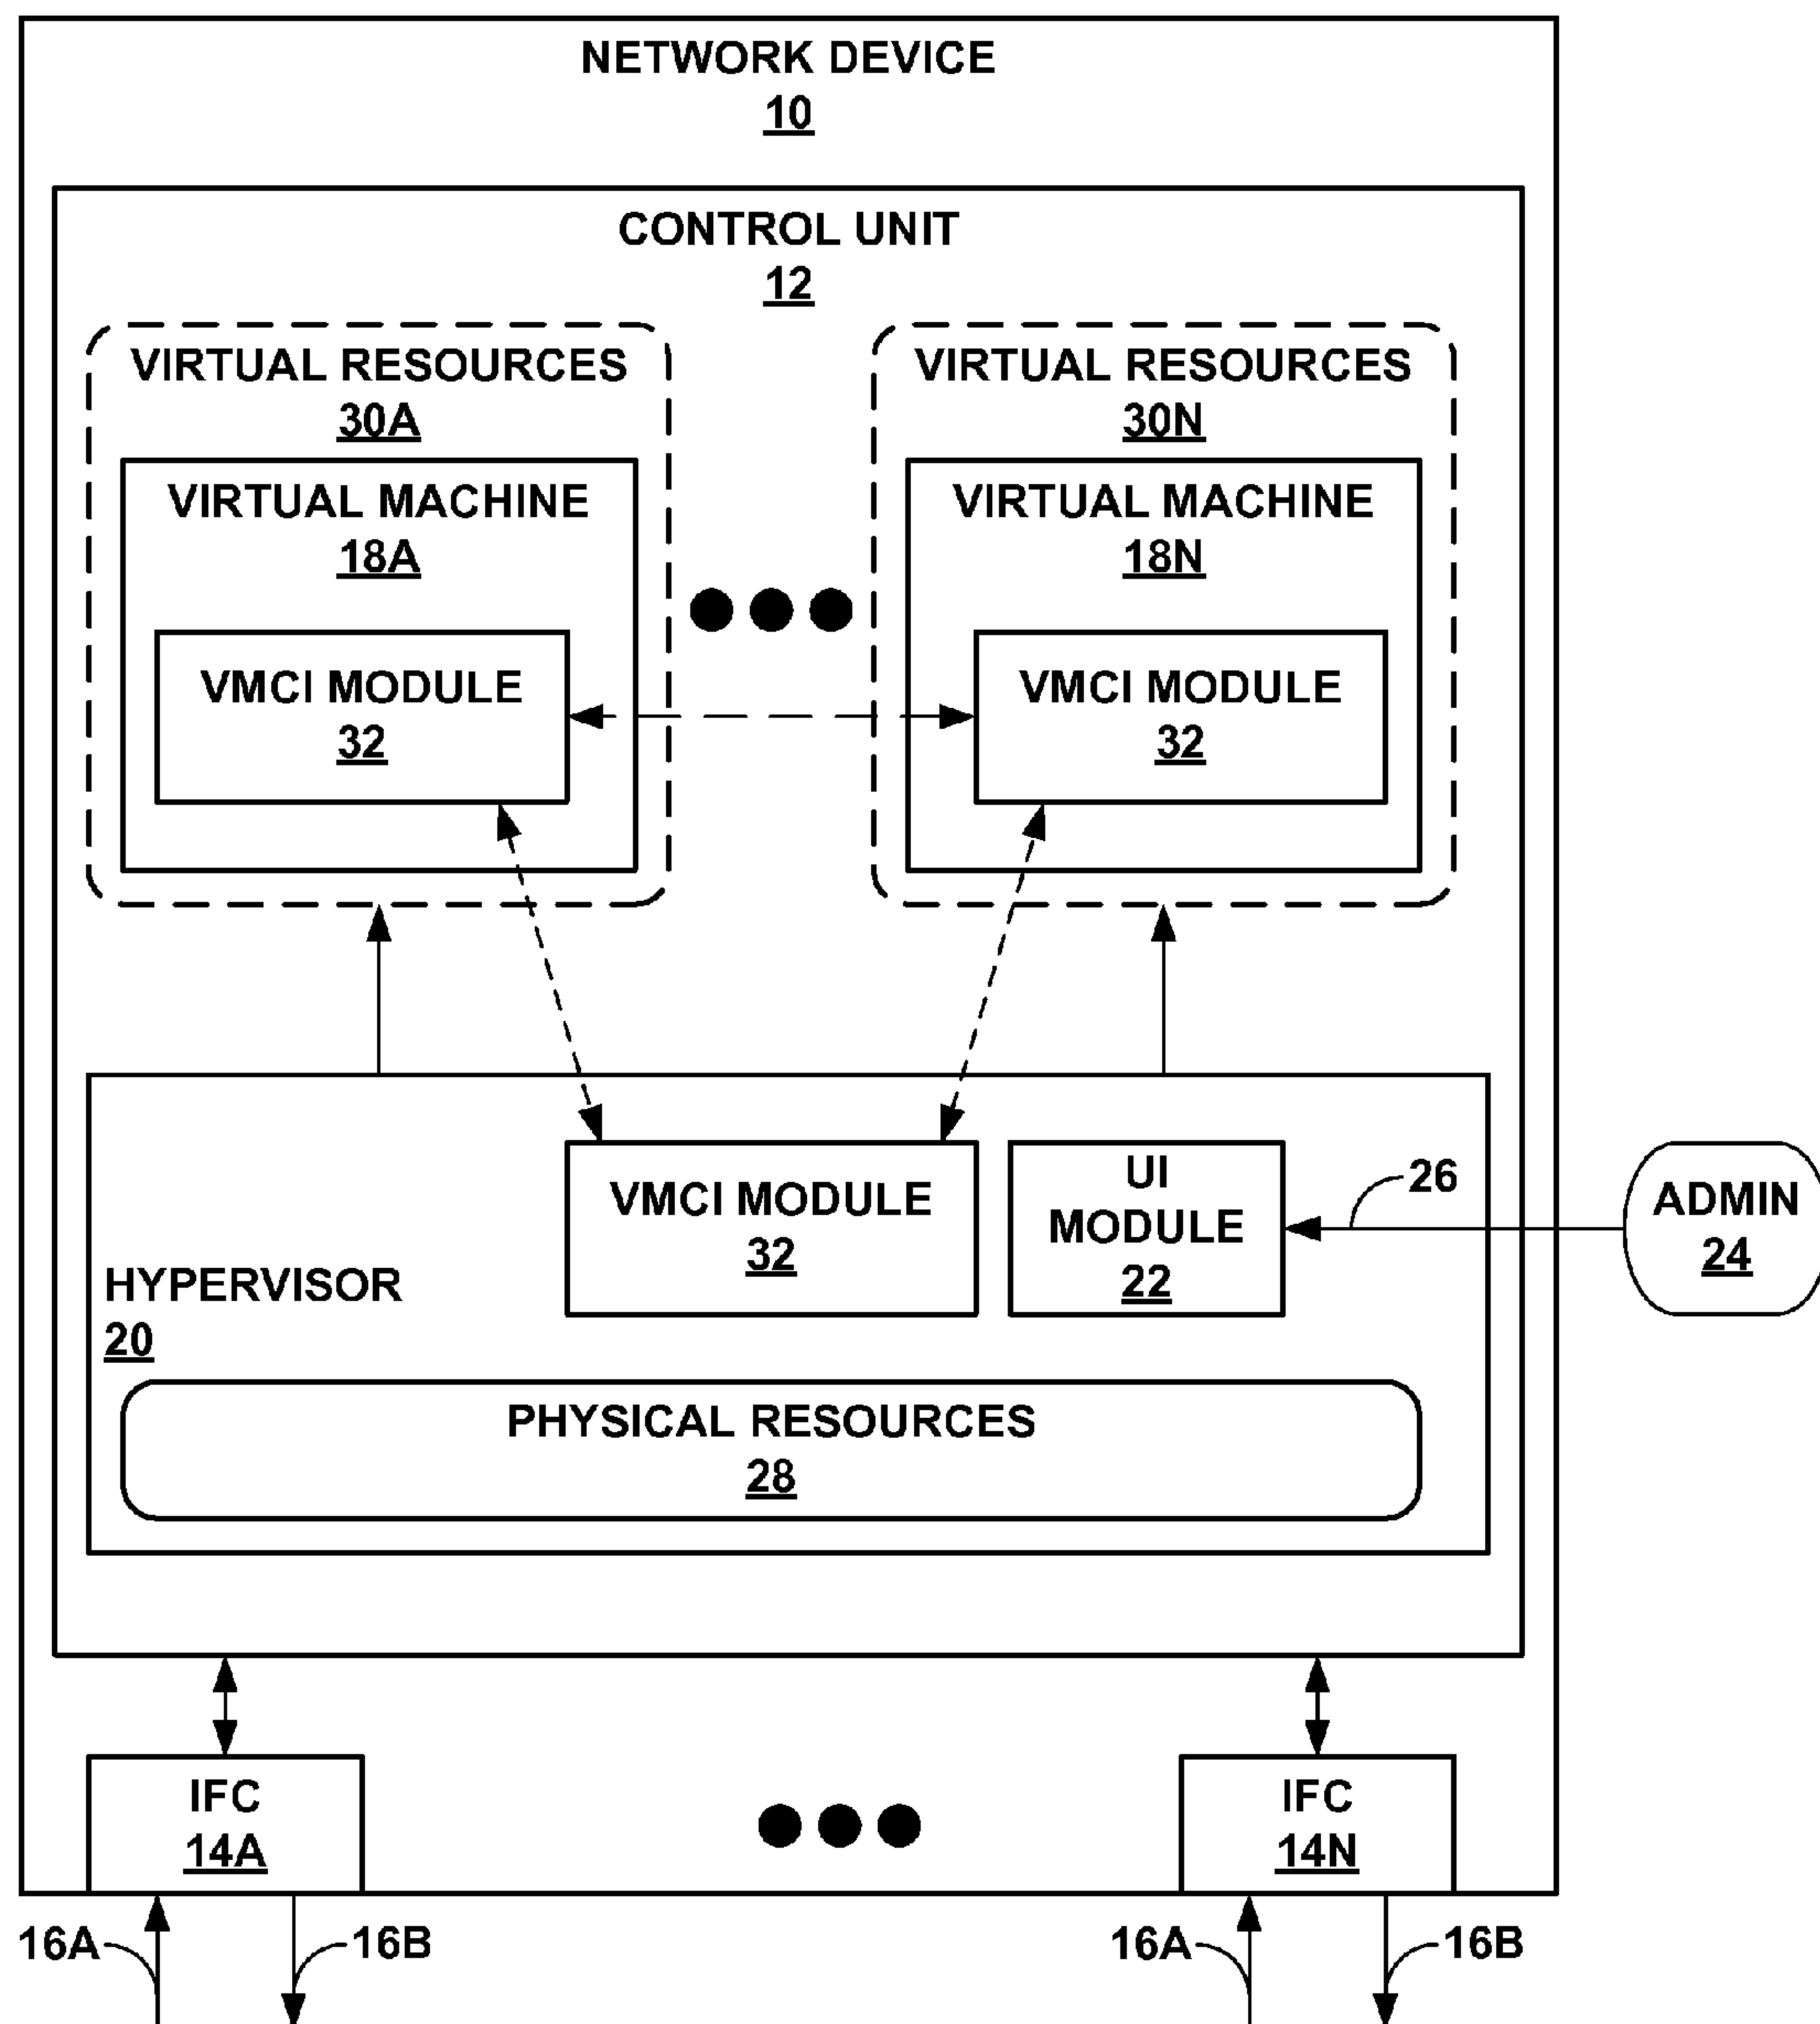 NETWORK DEVICE
10
CONTROL UNIT
12
VIRTUAL RESOURCES
30A
VIRTUAL MACHINE
18A
VMCI MODULE
32
VIRTUAL RESOURCES
30N
VIRTUAL MACHINE
18N
VMCI MODULE
32
HYPERVISOR
20
VMCI MODULE
32
UI
MODULE
22
26
ADMIN
24
PHYSICAL RESOURCES
28
IFC
14A
IFC
14N
16A
16B
16A
16B